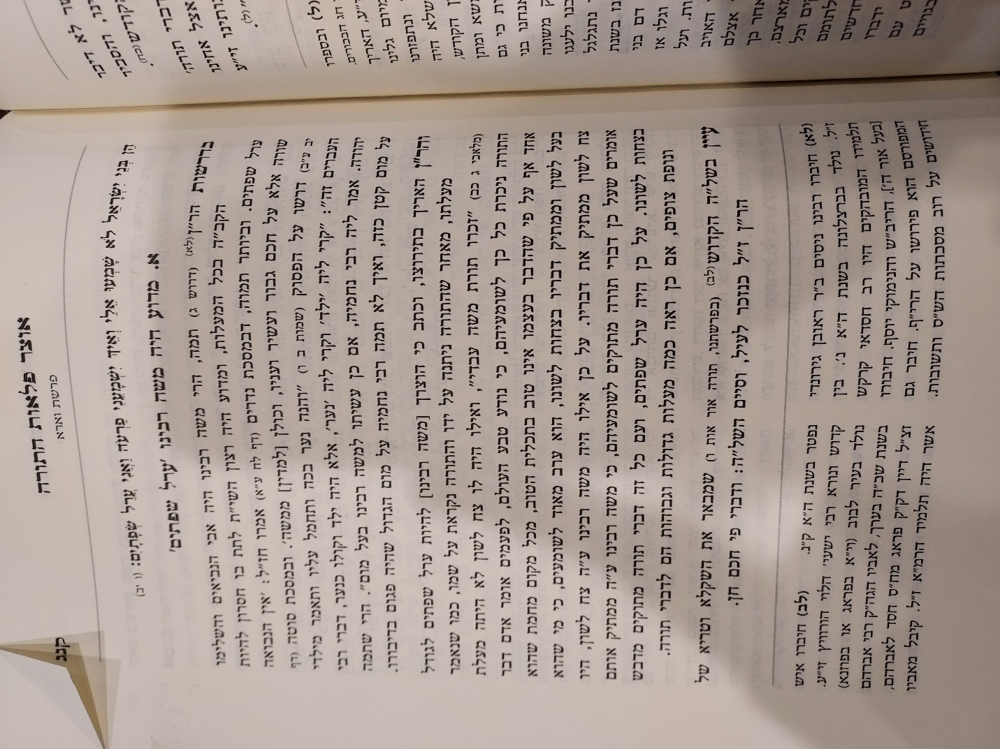 אוצר פלאות התורה
פרשת וארא
קנג
הֵן בְּנֵי יִשְׂרָאֵל לֹא שָׁמְעוּ אֵלַי וְאֵיךְ יִשְׁמָעֵנִי פַרְעֹה וַאֲנִי עֲרַל שְׂפָתָיִם: (ו יב)
א. מדוע היה משה רבינו 'ערל שפתים'
בדרשות הר"ן (לא) (דרוש ג) תמה, הרי משה רבינו היה אבי הנביאים והשלימו
הקב"ה בכל המעלות, ומדוע היה רצון השי"ת לתת בו חסרון להיות
ערל שפתים. וביותר תמוה, דבמסכת נדרים (דף לח ע"א) אמרו חז"ל: 'אין הנבואה
שורה אלא על חכם גבור ועשיר ועניו, וכולן [למדין] ממשה'. ובמסכת סוטה (דף
יב ע"ב) דרשו על הפסוק (שמות ב ו) "והנה נער בכה ותחמל עליו ותאמר מילדי
העברים זה": "קרי ליה 'ילד' וקרי ליה 'נער', אלא היה ילד וקולו כנער, דברי רבי
יהודה. אמר ליה רבי נחמיה, אם כן עשיתו למשה רבינו בעל מום". הרי שתמה
על מום קטן כזה, ואיך לא תמה רבי נחמיה על מום הגדול שהיה פגום בדיבורו.
והר"ן האריך בתירוצו, וכתב כי הוצרך [משה רבינו] להיות ערל שפתים לגודל
מעלתו, מאחר שהתורה ניתנה על ידו והתורה נקראת על שמו, כמו שנאמר
(מלאכי ג כב) "זכרו תורת משה עבדי", ואילו היה לו צח לשון לא היתה מעלת
התורה ניכרת כל כך לשומעיהם, כי נודע טבע העולם, לפעמים אומר אדם דבר
אחד אף על פי שהדבר בעצמו אינו טוב בתכלית הטוב, מכל מקום מחמת שהוא
בעל לשון וממתיק דבריו בצחות לשונו, הוא ערב מאוד לשומעים, כי מי שהוא
צח לשון ממתיק את דבריו. על כן אילו היה משה רבינו ע"ה צח לשון, היו
אומרים שעל כן דברי תורה מתוקים לשומעיהם, כי משה רבינו ע"ה ממתיק אותם
בצחות לשונו. על כן היה ערל שפתים, ועם כל זה דברי תורה מתוקים מדבש
ונופת צופים, אם כן ראה כמה מעלות גדולות וגבוהות הם לדברי תורה.
עיין בשל"ה הקדוש (לב) (בפרשתנו, תורה אור אות ו) שמבאר את השקלא וטריא של
הר"ן ז"ל כנזכר לעיל, וסיים השל"ה: ודברי פי חכם חן.
(לא) חיברו רבינו ניסים ב"ר ראובן גירונדי
ז"ל. נולד בברצלונה בשנת ה"א נ'. בין
תלמידיו המובהקים היו רב חסדאי קרקש
[בעל אור ה'], הריב"ש והנימוקי יוסף. חיבורו
המפורסם הוא פירושו על הרי"ף. חיבר גם
חידושים על רוב מסכתות הש"ס ותשובות.
נפטר בשנת ה"א ק"נ.
(לב) חיברו איש
קדוש ונורא רבי ישעי' הלוי הורוויץ זי"ע.
נולד בעיר לבוב (וי"א בפראג או בפוזנא)
בשנת שכ"ה בערך, לאביו הגה"ק רבי אברהם
זצ"ל דיין דק"ק פראג מח"ס חסד לאברהם,
אשר היה תלמיד הרמ"א ז"ל. קיבל מאביו